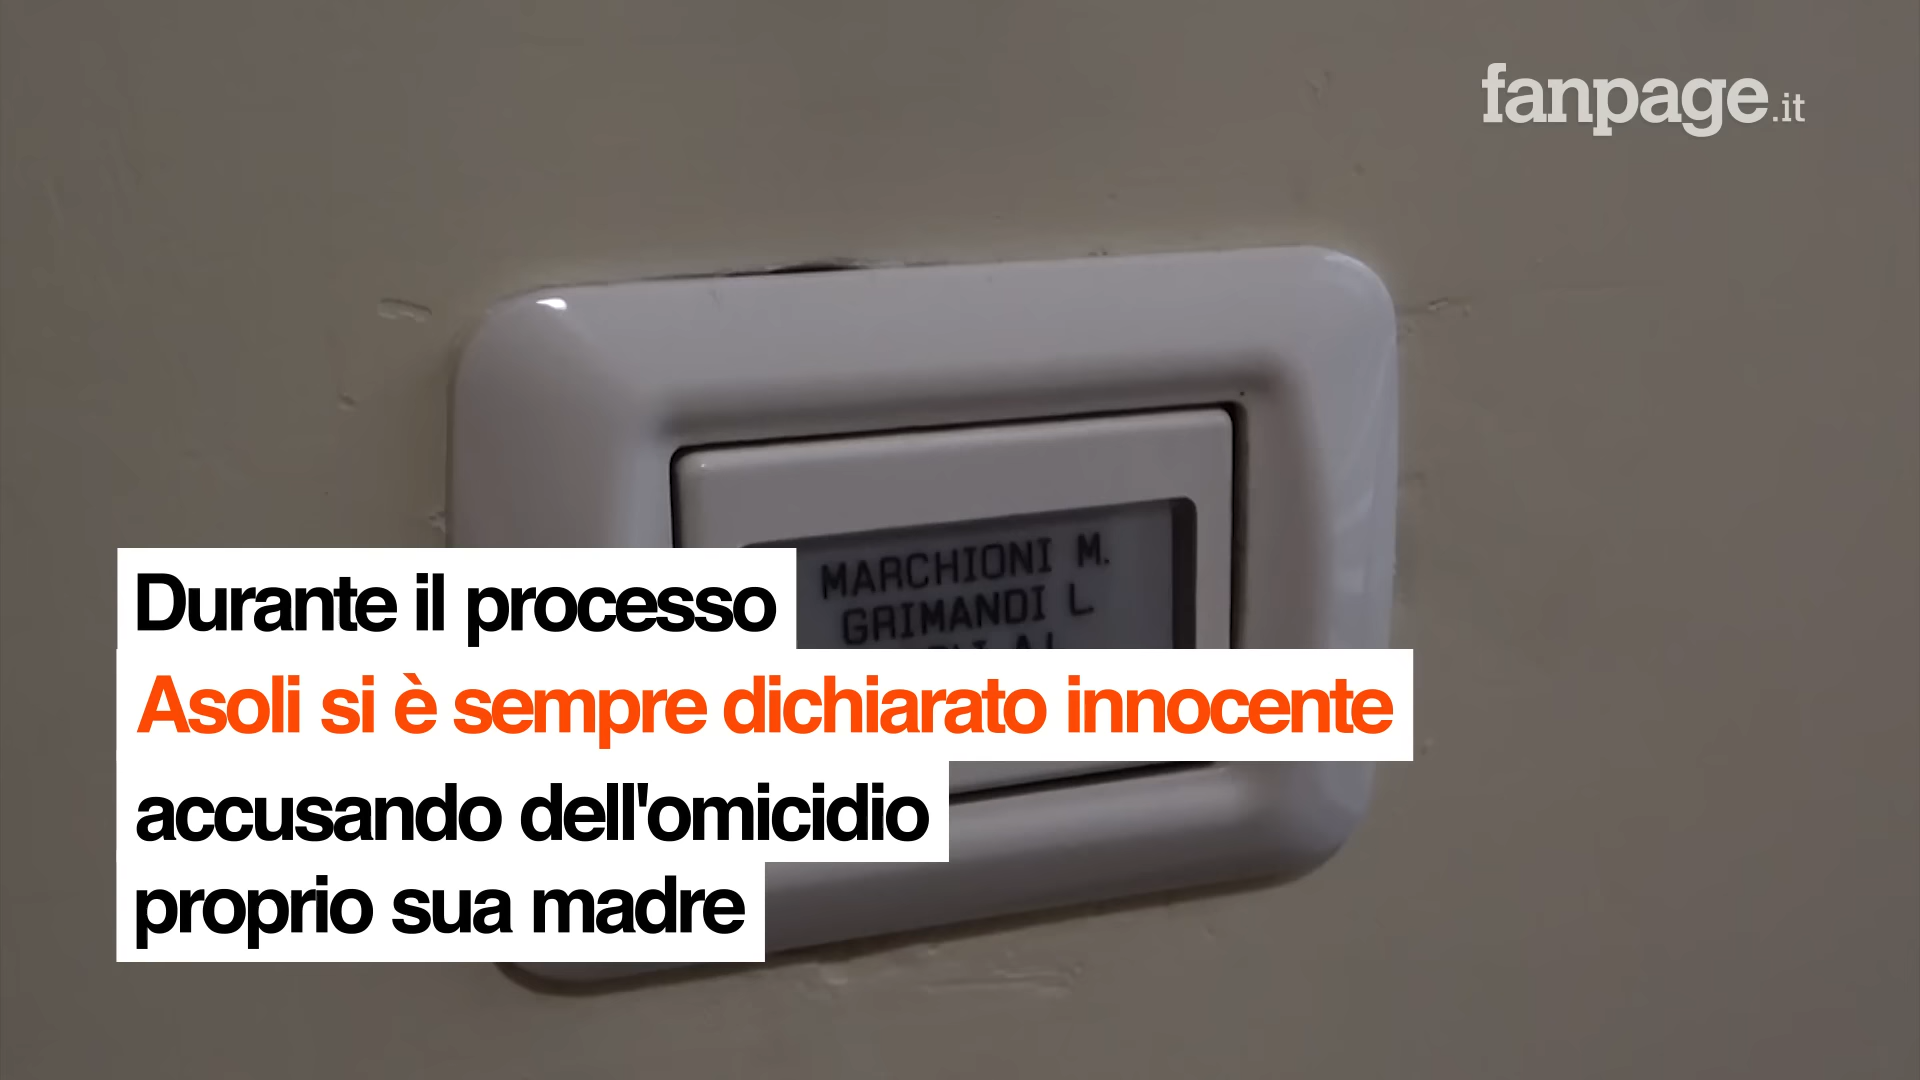 fanpage.it
MARCHIONI M.
GRIMANDI L.
Durante il processo
Asoli si è sempre dichiarato innocente
accusando dell'omicidio
proprio sua madre